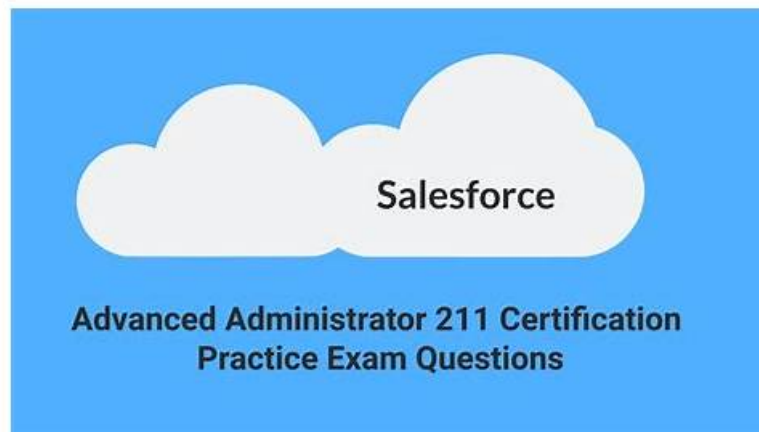 Salesforce
Advanced Administrator 211 Certification
Practice Exam Questions